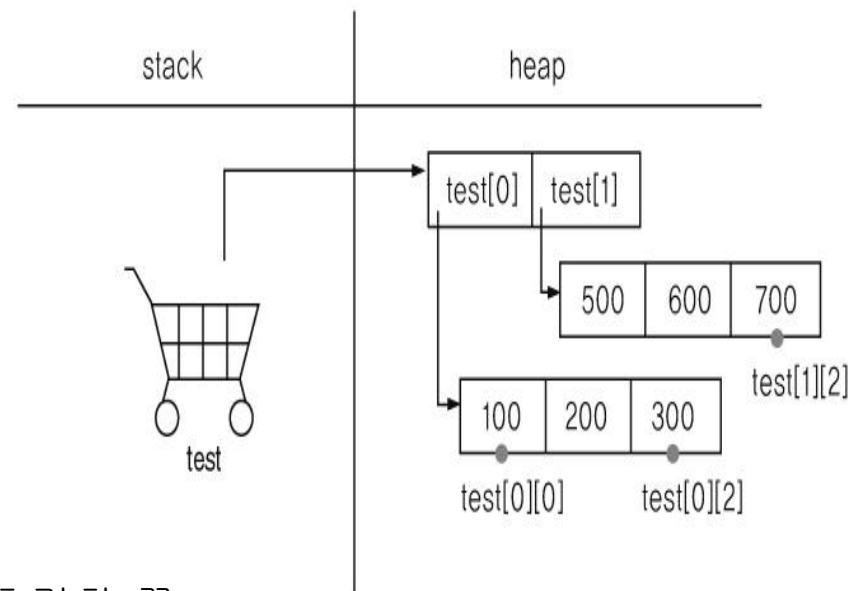 stack heap
test[0] test[1]
500 600 700
test[1][2]
100 200 300
test
test[0][0] test[0][2]